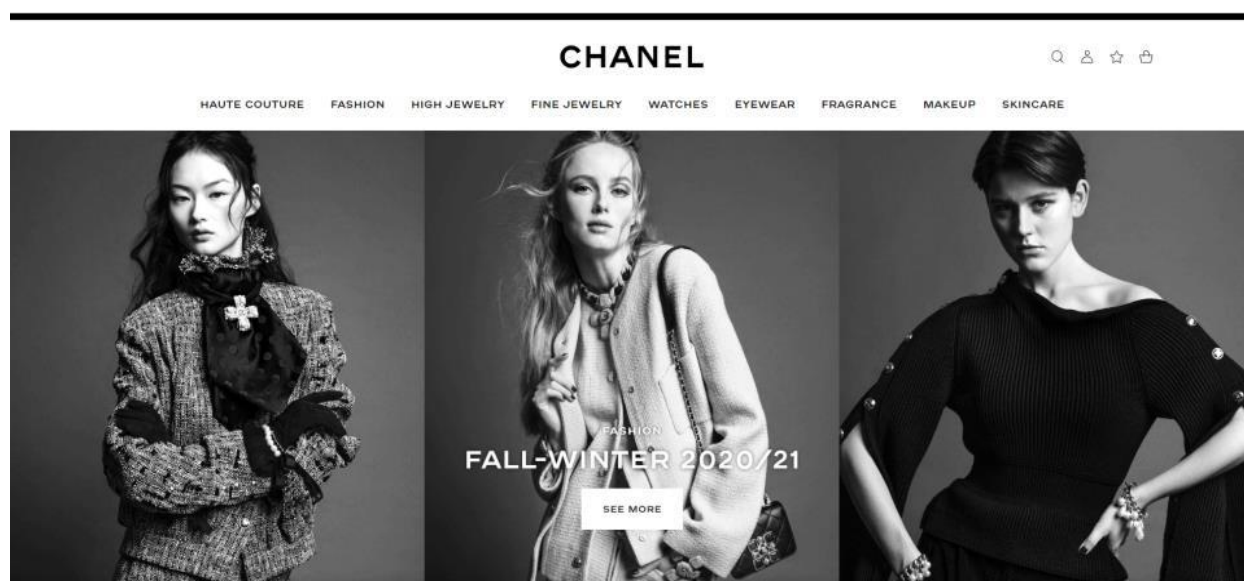 CHANEL
HAUTE COUTURE FASHION HIGH JEWELRY FINE JEWELRY WATCHES EYEWEAR FRAGRANCE MAKEUP SKINCARE
FASHION
FALL-WINTER 2020/21
SEE MORE